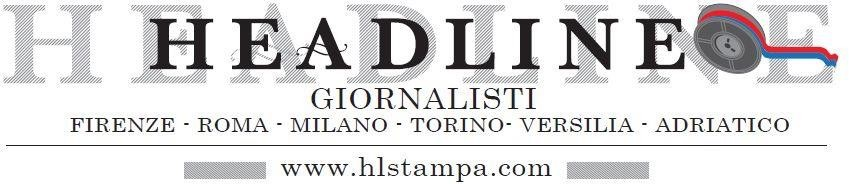 HEADLINE
GIORNALISTI
FIRENZE - ROMA - MILANO - TORINO- VERSILIA - ADRIATICO
www.hlstampa.com